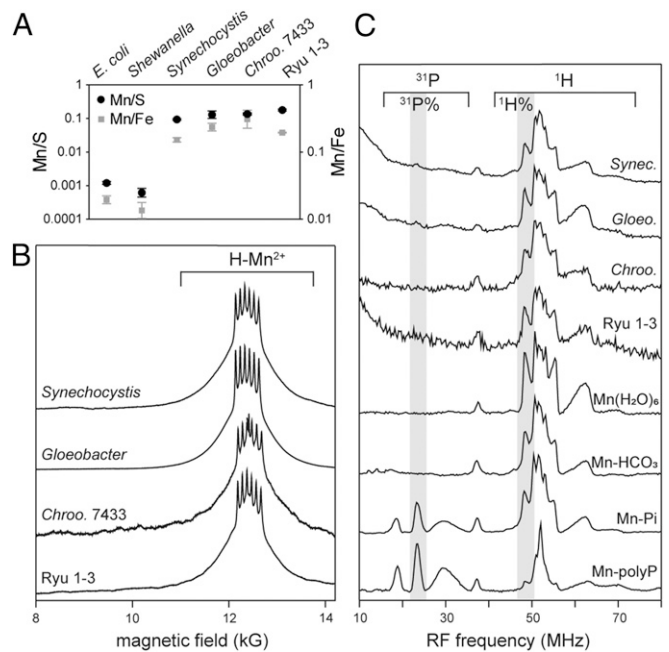 A
E. coli
Shewanella
Synechocystis
Gloeobacter
Chroo. 7433
Ryu 1-3
1
0.1
0.01
0.001
0.0001
Mn/S
Mn/S
Mn/Fe
1
0.1
0.01
Mn/Fe
B
H-Mn²⁺
Synechocystis
Gloeobacter
Chroo. 7433
Ryu 1-3
8 10 12 14
magnetic field (kG)
C
³¹P
¹H
³¹P%
¹H%
Synec.
Gloeo.
Chroo.
Ryu 1-3
Mn(H₂O)₆
Mn-HCO₃
Mn-Pi
Mn-polyP
10 30 50 70
RF frequency (MHz)